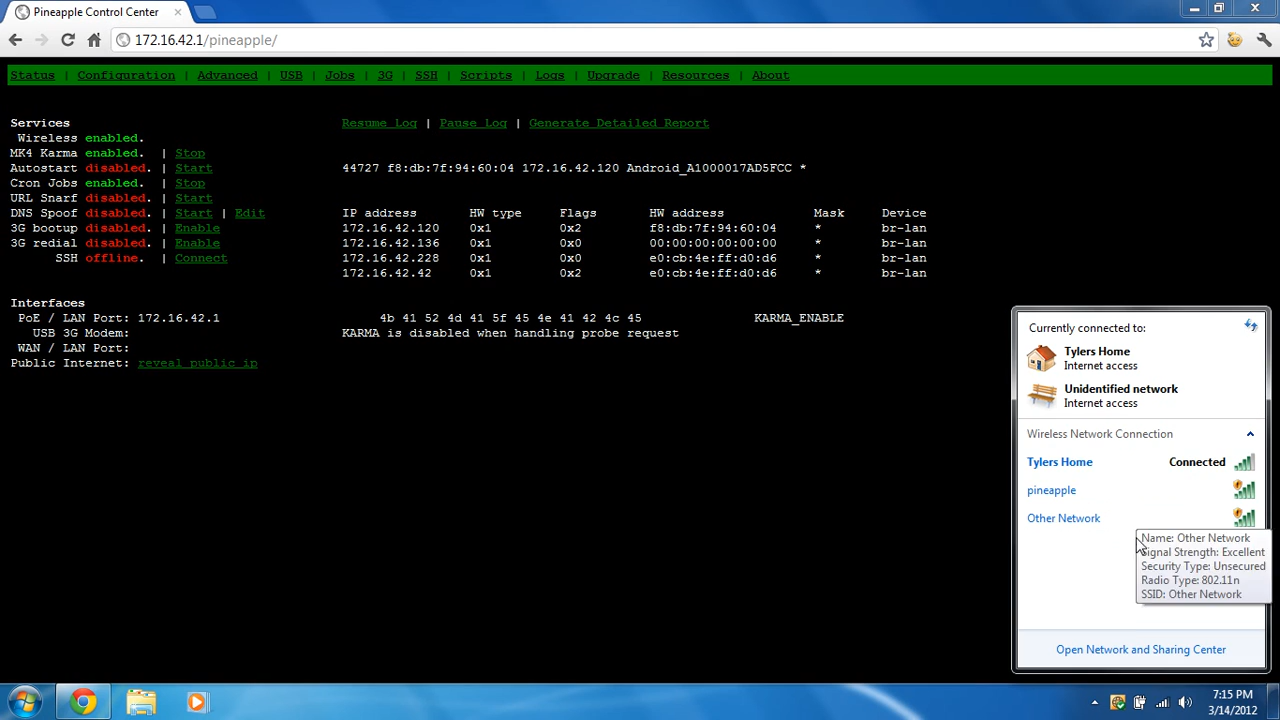 Pineapple Control Center
172.16.42.1/pineapple/
Status | Configuration | Advanced | USB | Jobs | 3G | SSH | Scripts | Logs | Upgrade | Resources | About
Services
Wireless enabled.
MK4 Karma enabled. | Stop
Autostart disabled. | Start
Cron Jobs enabled. | Stop
URL Snarf disabled. | Start
DNS Spoof disabled. | Start | Edit
3G bootup disabled. | Enable
3G redial disabled. | Enable
SSH offline. | Connect
Interfaces
PoE / LAN Port: 172.16.42.1
USB 3G Modem:
WAN / LAN Port:
Public Internet: reveal public ip
Resume Log | Pause Log | Generate Detailed Report
44727 f8:db:7f:94:60:04 172.16.42.120 Android_A1000017AD5FCC *
IP address HW type Flags HW address Mask Device
172.16.42.120 0x1 0x2 f8:db:7f:94:60:04 * br-lan
172.16.42.136 0x1 0x0 00:00:00:00:00:00 * br-lan
172.16.42.228 0x1 0x0 e0:cb:4e:ff:d0:d6 * br-lan
172.16.42.42 0x1 0x2 e0:cb:4e:ff:d0:d6 * br-lan
4b 41 52 4d 41 5f 45 4e 41 42 4c 45 KARMA_ENABLE
KARMA is disabled when handling probe request
Currently connected to:
Tylers Home
Internet access
Unidentified network
Internet access
Wireless Network Connection
Tylers Home Connected
pineapple
Other Network
Name: Other Network
Signal Strength: Excellent
Security Type: Unsecured
Radio Type: 802.11n
SSID: Other Network
Open Network and Sharing Center
7:15 PM
3/14/2012